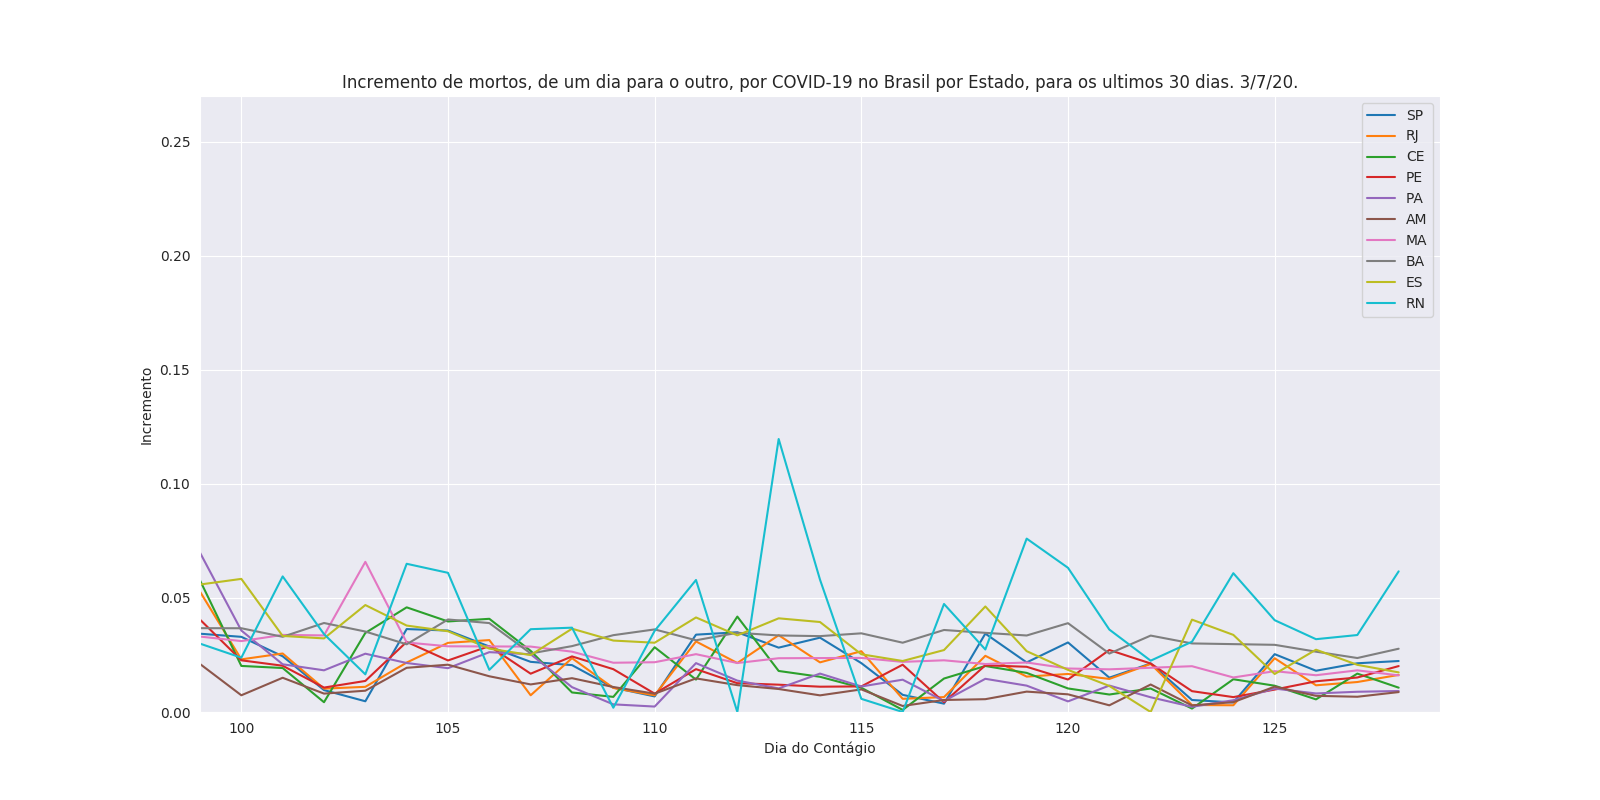 Incremento de mortos, de um dia para o outro, por COVID-19 no Brasil por Estado, para os ultimos 30 dias. 3/7/20.
SP
RJ
CE
PE
PA
AM
MA
BA
ES
RN
0.25
0.20
0.15
0.10
0.05
0.00
Incremento
100 105 110 115 120 125
Dia do Contágio